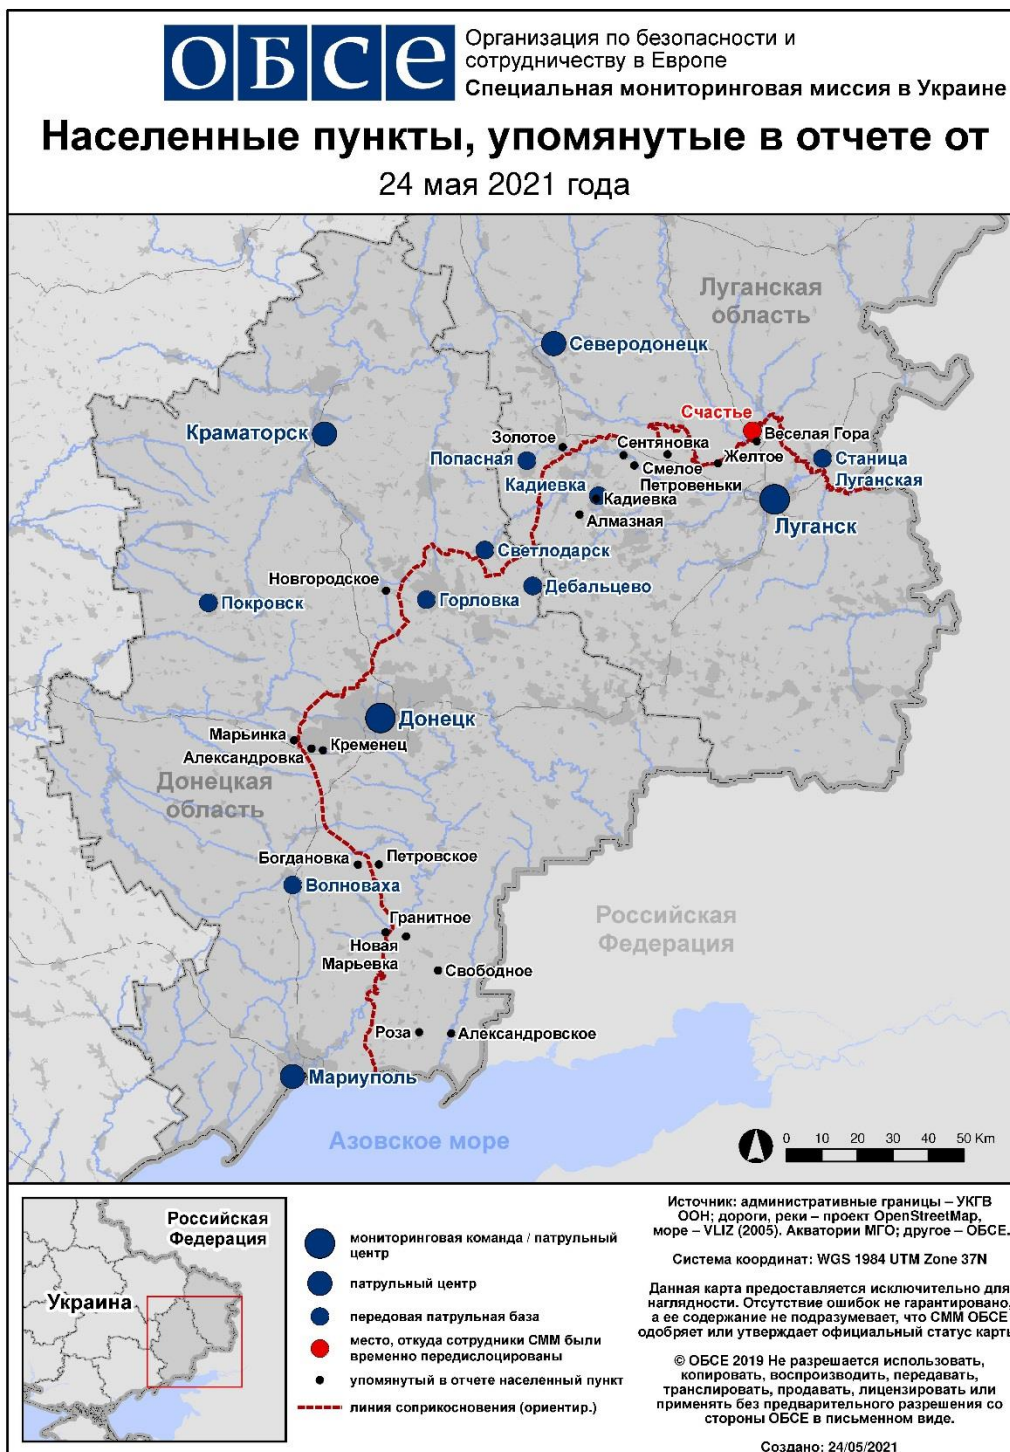 ОБСЕ
Организация по безопасности и
сотрудничеству в Европе
Специальная мониторинговая миссия в Украине
Населенные пункты, упомянутые в отчете от
24 мая 2021 года
Луганская
область
Северодонецк
Счастье
Краматорск
Золотое
Сентяновка
Веселая Гора
Попасная
Смелое
Желтое
Станица
Луганская
Кадиевка
Петровеньки
Кадиевка
Алмазная
Луганск
Светлодарск
Новгородское
Дебальцево
Покровск
Горловка
Донецк
Марьинка
Кременец
Александровка
Донецкая
область
Богдановка
Петровское
Волноваха
Гранитное
Российская
Федерация
Новая
Марьевка
Свободное
Роза
Александровское
Мариуполь
Азовское море
0 10 20 30 40 50 Km
Российская
Федерация
Украина
мониторинговая команда / патрульный
центр
патрульный центр
передовая патрульная база
место, откуда сотрудники СММ были
временно передислоцированы
упомянутый в отчете населенный пункт
линия соприкосновения (ориентир.)
Источник: административные границы – УКГВ
ООН; дороги, реки – проект OpenStreetMap,
море – VLIZ (2005). Акватории МГО; другое – ОБСЕ.
Система координат: WGS 1984 UTM Zone 37N
Данная карта предоставляется исключительно для
наглядности. Отсутствие ошибок не гарантировано,
а ее содержание не подразумевает, что СММ ОБСЕ
одобряет или утверждает официальный статус карты
© ОБСЕ 2019 Не разрешается использовать,
копировать, воспроизводить, передавать,
транслировать, продавать, лицензировать или
применять без предварительного разрешения со
стороны ОБСЕ в письменном виде.
Создано: 24/05/2021